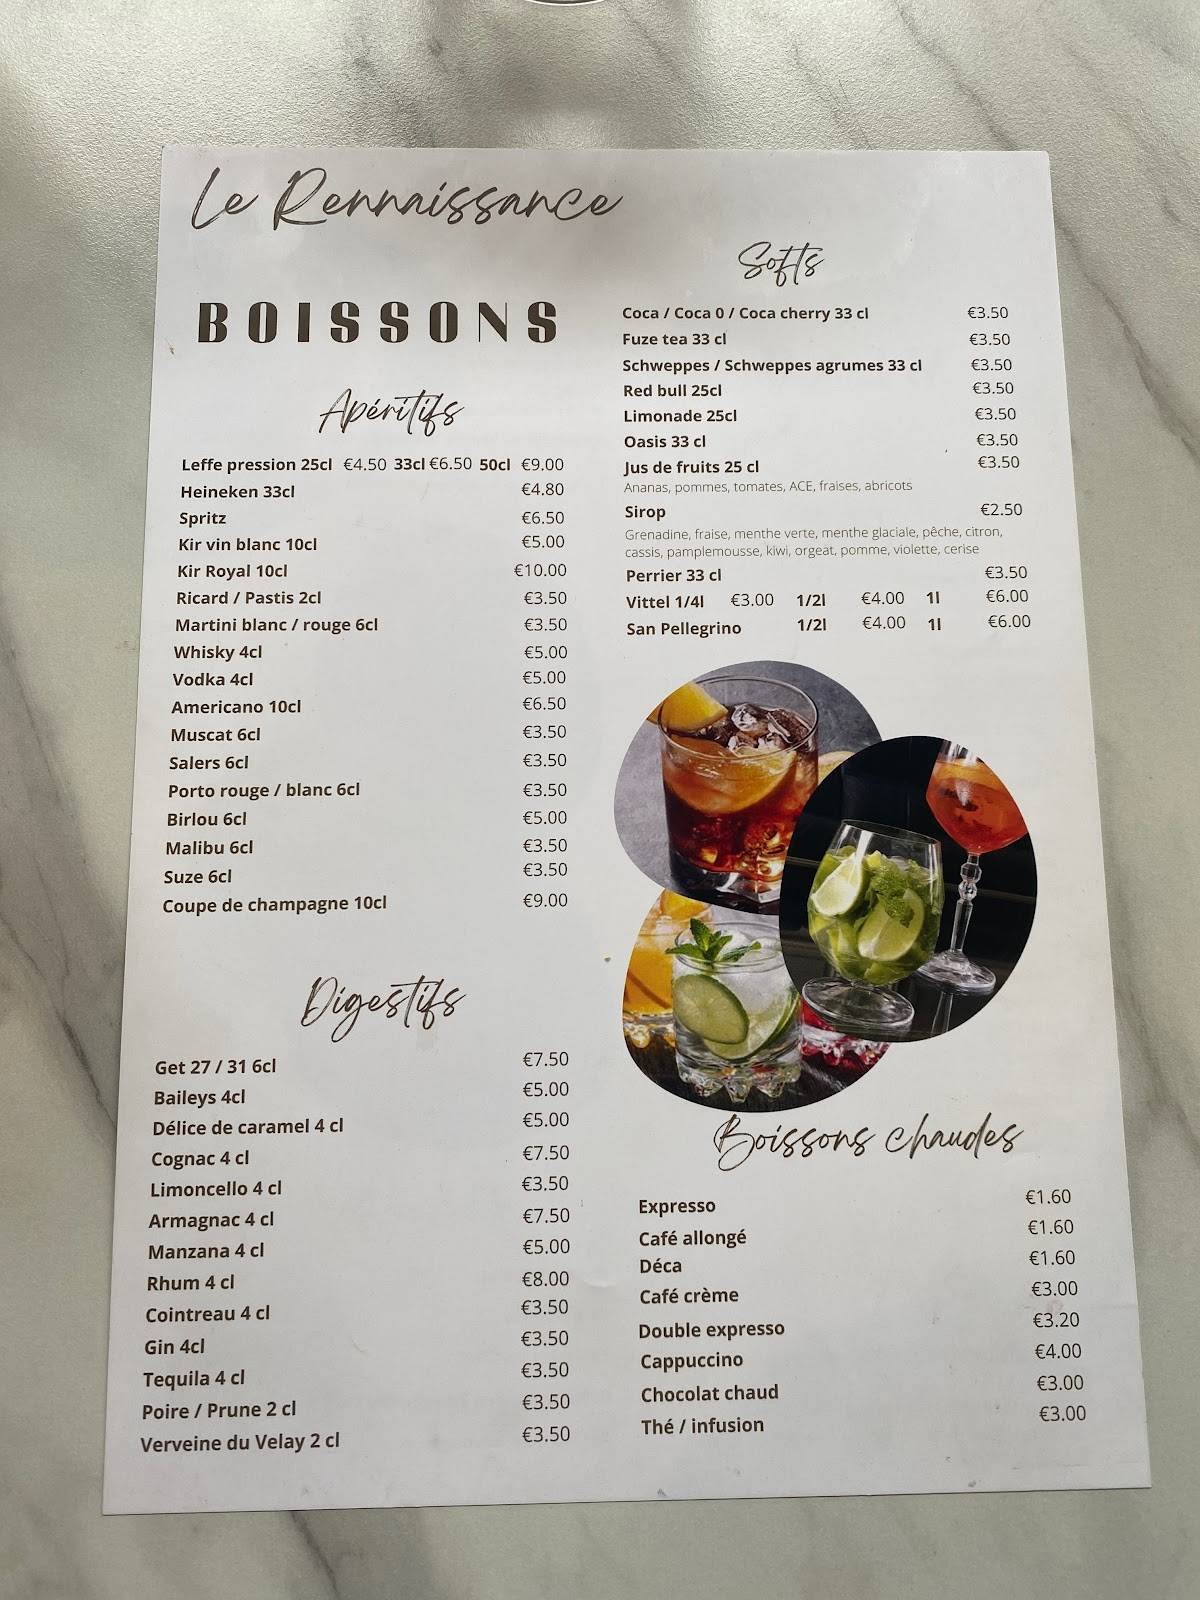 Le Rennaissance
BOISSONS
Apéritifs
Leffe pression 25cl €4.50 33cl €6.50 50cl €9.00
Heineken 33cl €4.80
Spritz €6.50
Kir vin blanc 10cl €5.00
Kir Royal 10cl €10.00
Ricard / Pastis 2cl €3.50
Martini blanc / rouge 6cl €3.50
Whisky 4cl €5.00
Vodka 4cl €5.00
Americano 10cl €6.50
Muscat 6cl €3.50
Salers 6cl €3.50
Porto rouge / blanc 6cl €3.50
Birlou 6cl €5.00
Malibu 6cl €3.50
Suze 6cl €3.50
Coupe de champagne 10cl €9.00
Digestifs
Get 27 / 31 6cl €7.50
Baileys 4cl €5.00
Délice de caramel 4 cl €5.00
Cognac 4 cl €7.50
Limoncello 4 cl €3.50
Armagnac 4 cl €7.50
Manzana 4 cl €5.00
Rhum 4 cl €8.00
Cointreau 4 cl €3.50
Gin 4cl €3.50
Tequila 4 cl €3.50
Poire / Prune 2 cl €3.50
Verveine du Velay 2 cl €3.50
Softs
Coca / Coca 0 / Coca cherry 33 cl €3.50
Fuze tea 33 cl €3.50
Schweppes / Schweppes agrumes 33 cl €3.50
Red bull 25cl €3.50
Limonade 25cl €3.50
Oasis 33 cl €3.50
Jus de fruits 25 cl €3.50
Ananas, pommes, tomates, ACE, fraises, abricots
Sirop €2.50
Grenadine, fraise, menthe verte, menthe glaciale, pêche, citron,
cassis, pamplemousse, kiwi, orgeat, pomme, violette, cerise
Perrier 33 cl €3.50
Vittel 1/4l €3.00 1/2l €4.00 1l €6.00
San Pellegrino 1/2l €4.00 1l €6.00
Boissons chaudes
Expresso €1.60
Café allongé €1.60
Déca €1.60
Café crème €3.00
Double expresso €3.20
Cappuccino €4.00
Chocolat chaud €3.00
Thé / infusion €3.00